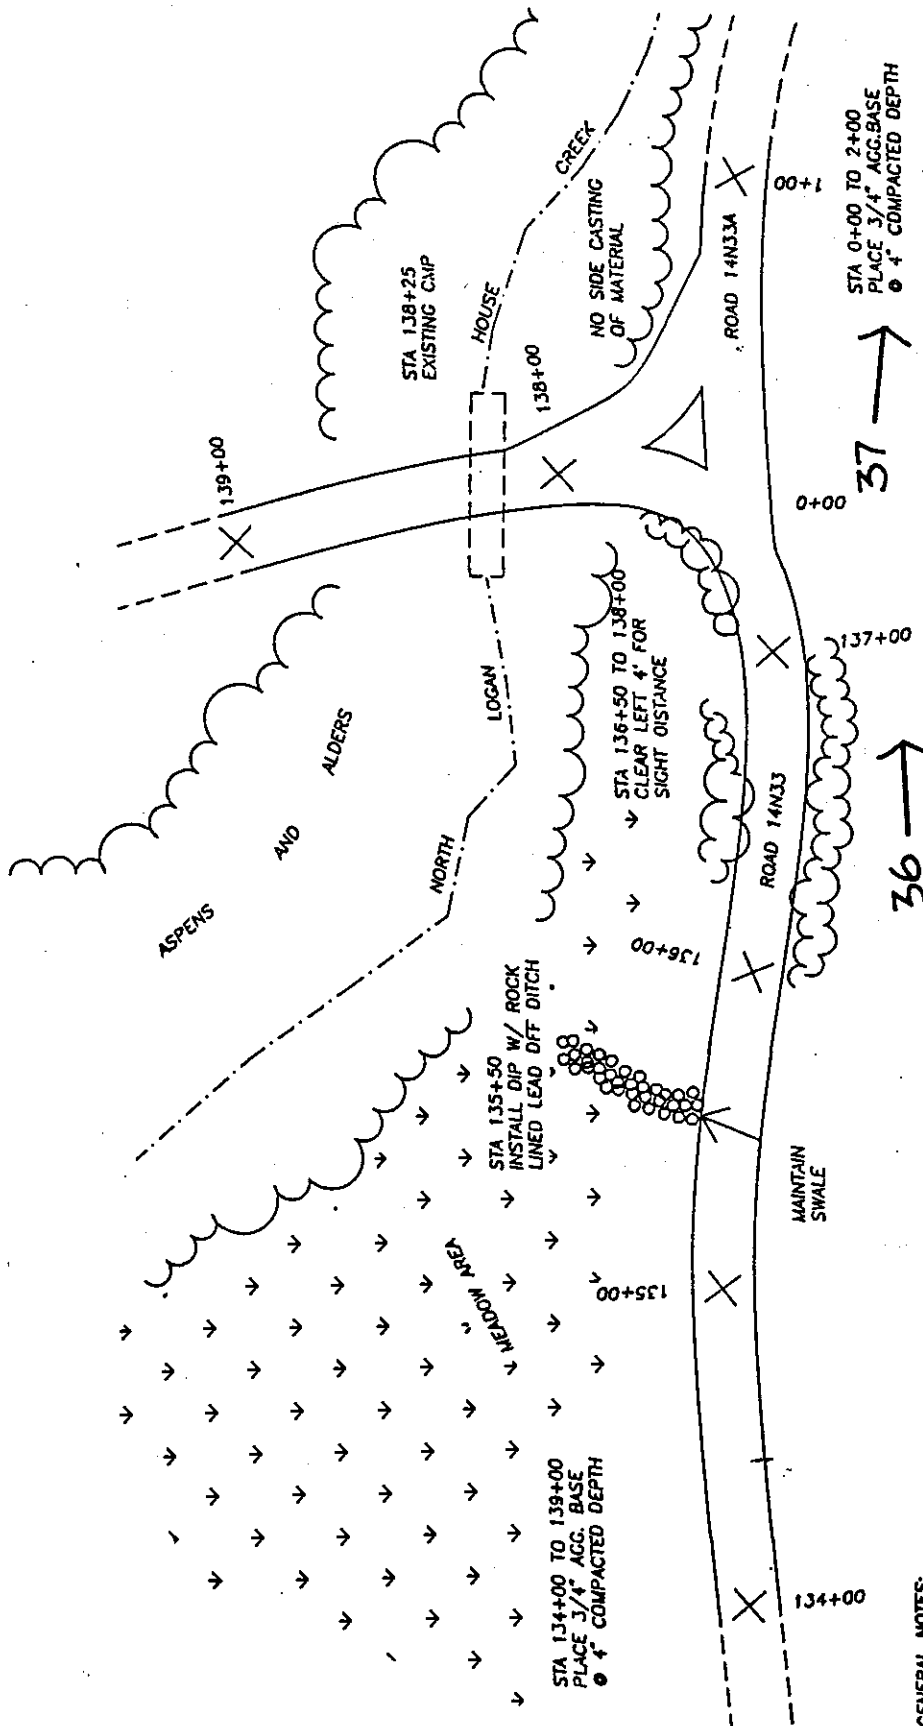 139+00
STA 138+25
EXISTING CMP
HOUSE
CREEK
138+00
NO SIDE CASTING
OF MATERIAL
1+00
ROAD 14N33A
STA 0+00 TO 2+00
PLACE 3/4" AGG.BASE
@ 4" COMPACTED DEPTH
37
0+00
ASPENS
AND
ALDERS
NORTH
LOGAN
STA 136+50 TO 138+00
CLEAR LEFT 4' FOR
SIGHT DISTANCE
137+00
ROAD 14N33
36
136+00
STA 135+50
INSTALL DIP W/ ROCK
LINED LEAD OFF DITCH
MAINTAIN
SWALE
MEADOW AREA
135+00
STA 134+00 TO 139+00
PLACE 3/4" AGG. BASE
@ 4" COMPACTED DEPTH
134+00
GENERAL NOTES: